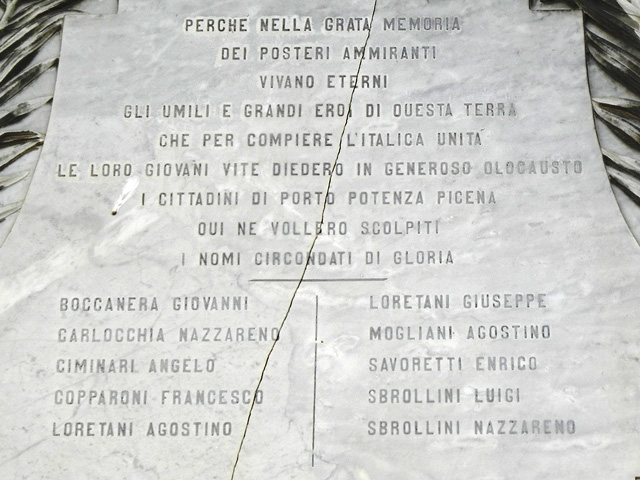 PERCHE NELLA GRATA MEMORIA
DEI POSTERI AMMIRANTI
VIVANO ETERNI
GLI UMILI E GRANDI EROI DI QUESTA TERRA
CHE PER COMPIERE L'ITALICA UNITÀ
LE LORO GIOVANI VITE DIEDERO IN GENEROSO OLOCAUSTO
I CITTADINI DI PORTO POTENZA PICENA
QUI NE VOLLERO SCOLPITI
I NOMI CIRCONDATI DI GLORIA
BOCCANERA GIOVANNI
CARLOCCHIA NAZZARENO
CIMINARI ANGELO
COPPARONI FRANCESCO
LORETANI AGOSTINO
LORETANI GIUSEPPE
MOGLIANI AGOSTINO
SAVORETTI ENRICO
SBROLLINI LUIGI
SBROLLINI NAZZARENO